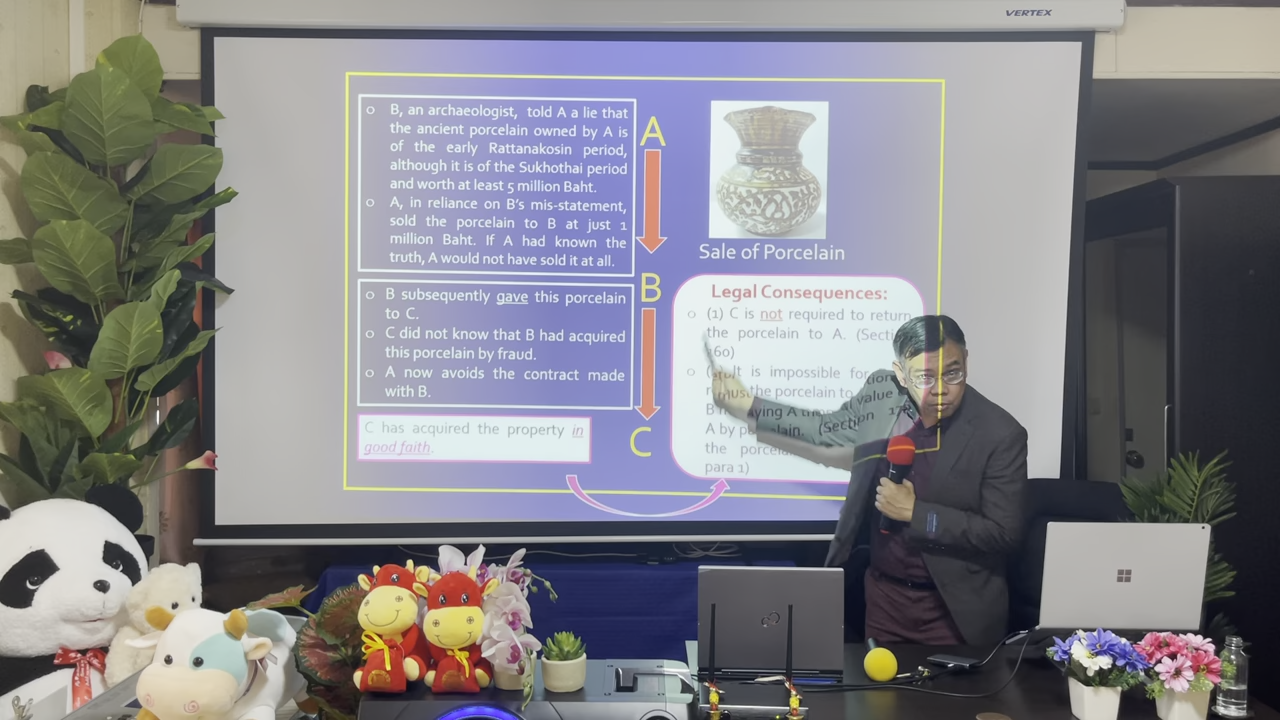 VERTEX
o B, an archaeologist, told A a lie that
the ancient porcelain owned by A is
of the early Rattanakosin period,
although it is of the Sukhothai period
and worth at least 5 million Baht.
o A, in reliance on B's mis-statement,
sold the porcelain to B at just 1
million Baht. If A had known the
truth, A would not have sold it at all.
A
B
C
o B subsequently gave this porcelain
to C.
o C did not know that B had acquired
this porcelain by fraud.
o A now avoids the contract made
with B.
C has acquired the property in
good faith.
Sale of Porcelain
Legal Consequences:
o (1) C is not required to return
the porcelain to A. (Secti
o It is impossible for
the porcelain to
B
A by
the
para 1)